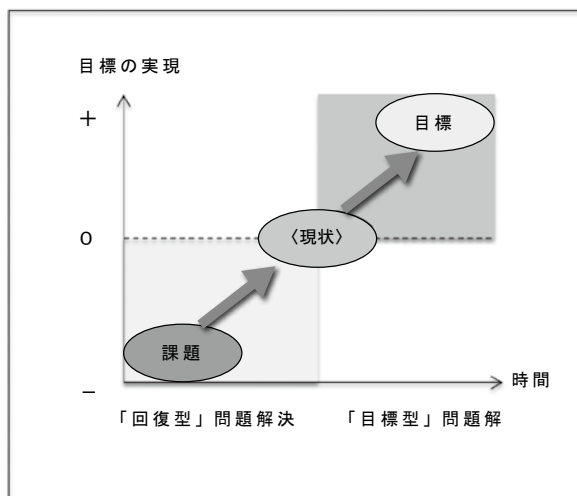 目標の実現
+
目標
0
〈現状〉
課題
−
時間
「回復型」問題解決
「目標型」問題解